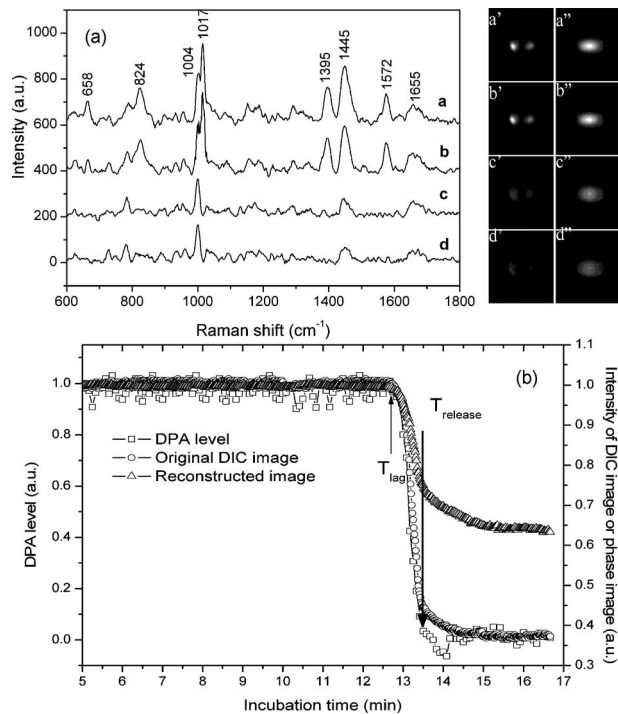 (a)
1000
800
600
400
200
0
Intensity (a.u.)
658
824
1004
1017
1395
1445
1572
1655
a
b
c
d
600
800
1000
1200
1400
1600
1800
Raman shift (cm⁻¹)
a'
a''
b'
b''
c'
c''
d'
d''
(b)
1.0
0.8
0.6
0.4
0.2
0.0
DPA level (a.u.)
1.1
1.0
0.9
0.8
0.7
0.6
0.5
0.4
0.3
Intensity of DIC image or phase image (a.u.)
DPA level
Original DIC image
Reconstructed image
T_lag
T_release
5 6 7 8 9 10 11 12 13 14 15 16 17
Incubation time (min)